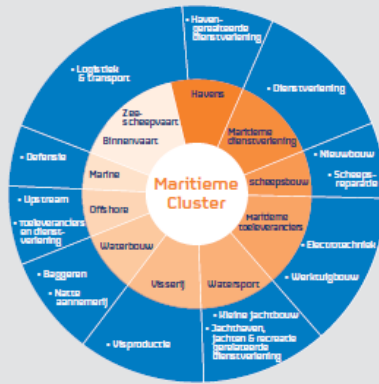 • Haven-
gerelateerde
dienstverlening
• Logistiek
& transport
• Dienstverlening
Havens
Zee-
scheepvaart
Binnenvaart
Maritieme
dienstverlening
• Nieuwbouw
• Scheeps-
reparatie
• Defensie
Marine
Maritieme
Cluster
scheepsbouw
• Upstream
• toeleveranciers
en dienst-
verlening
Offshore
Maritieme
toeleveranciers
• Electrotechniek
Waterbouw
• Werktuigbouw
• Baggeren
• Natte
aannemerij
Visserij
Watersport
• Visproductie
• Kleine jachtbouw
• Jachthaven,
jachten & recreatie
gerelateerde
dienstverlening